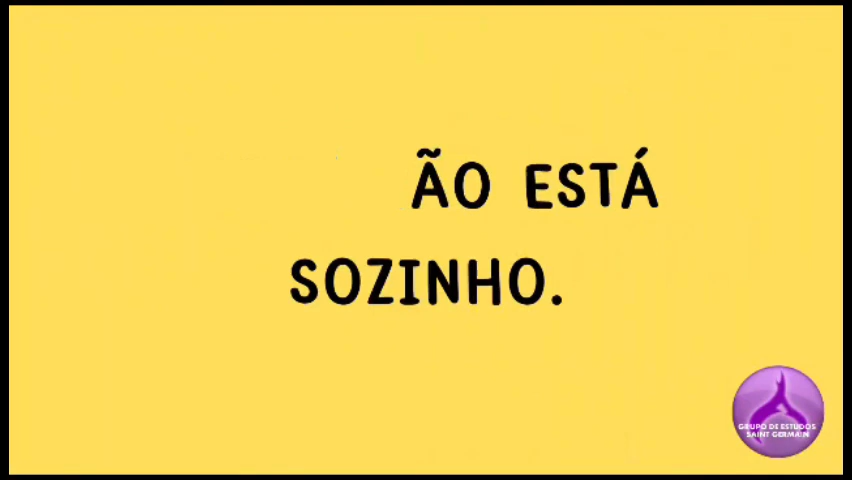 ÃO ESTÁ
SOZINHO.
GRUPO DE ESTUDOS
SAINT GERMAIN